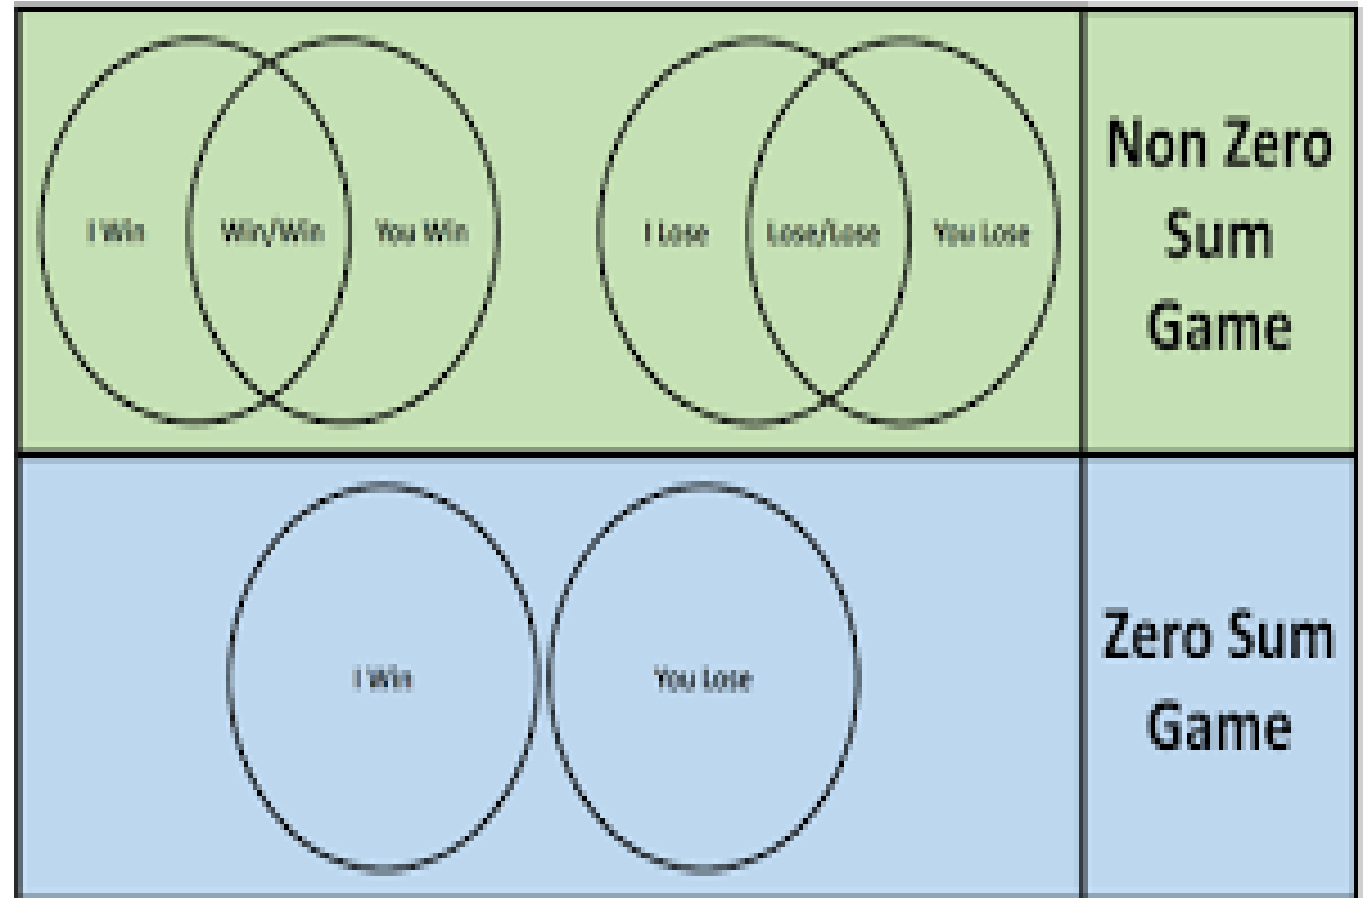 I Win
Win/Win
You Win
I Lose
Lose/Lose
You Lose
Non Zero
Sum
Game
I Win
You Lose
Zero Sum
Game